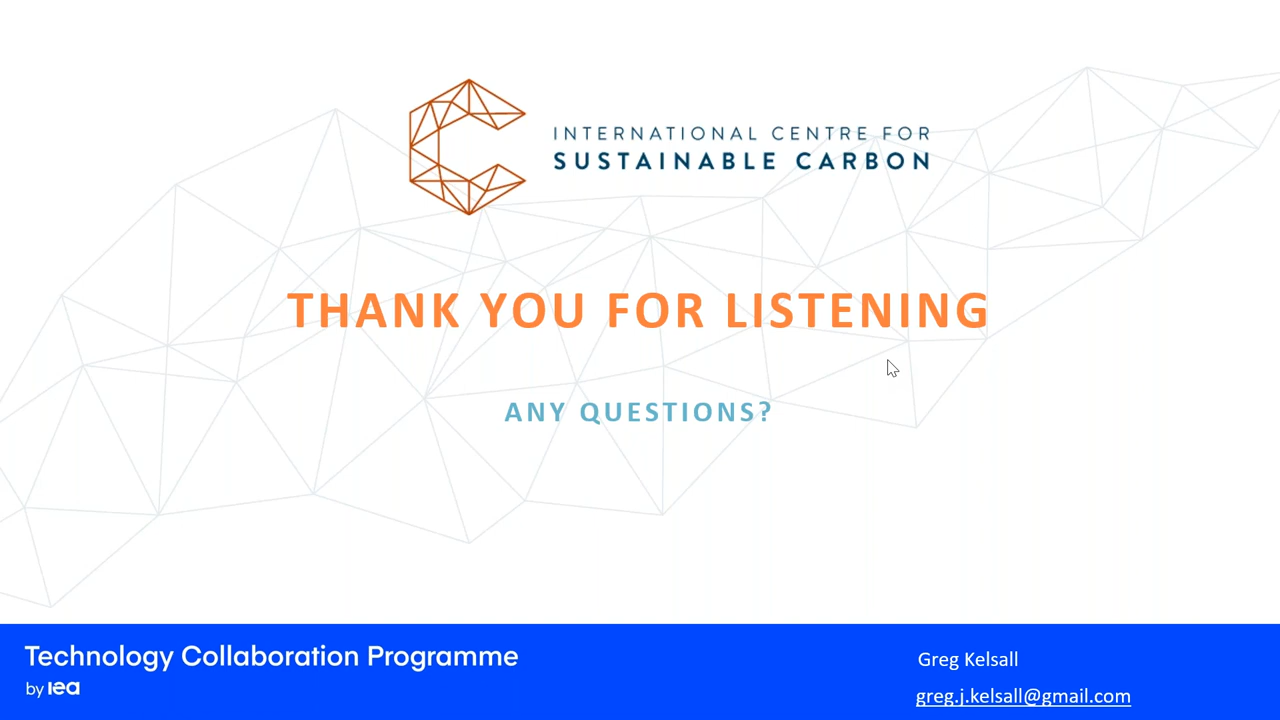 INTERNATIONAL CENTRE FOR
SUSTAINABLE CARBON
THANK YOU FOR LISTENING
ANY QUESTIONS?
Technology Collaboration Programme
by iea
Greg Kelsall
greg.j.kelsall@gmail.com